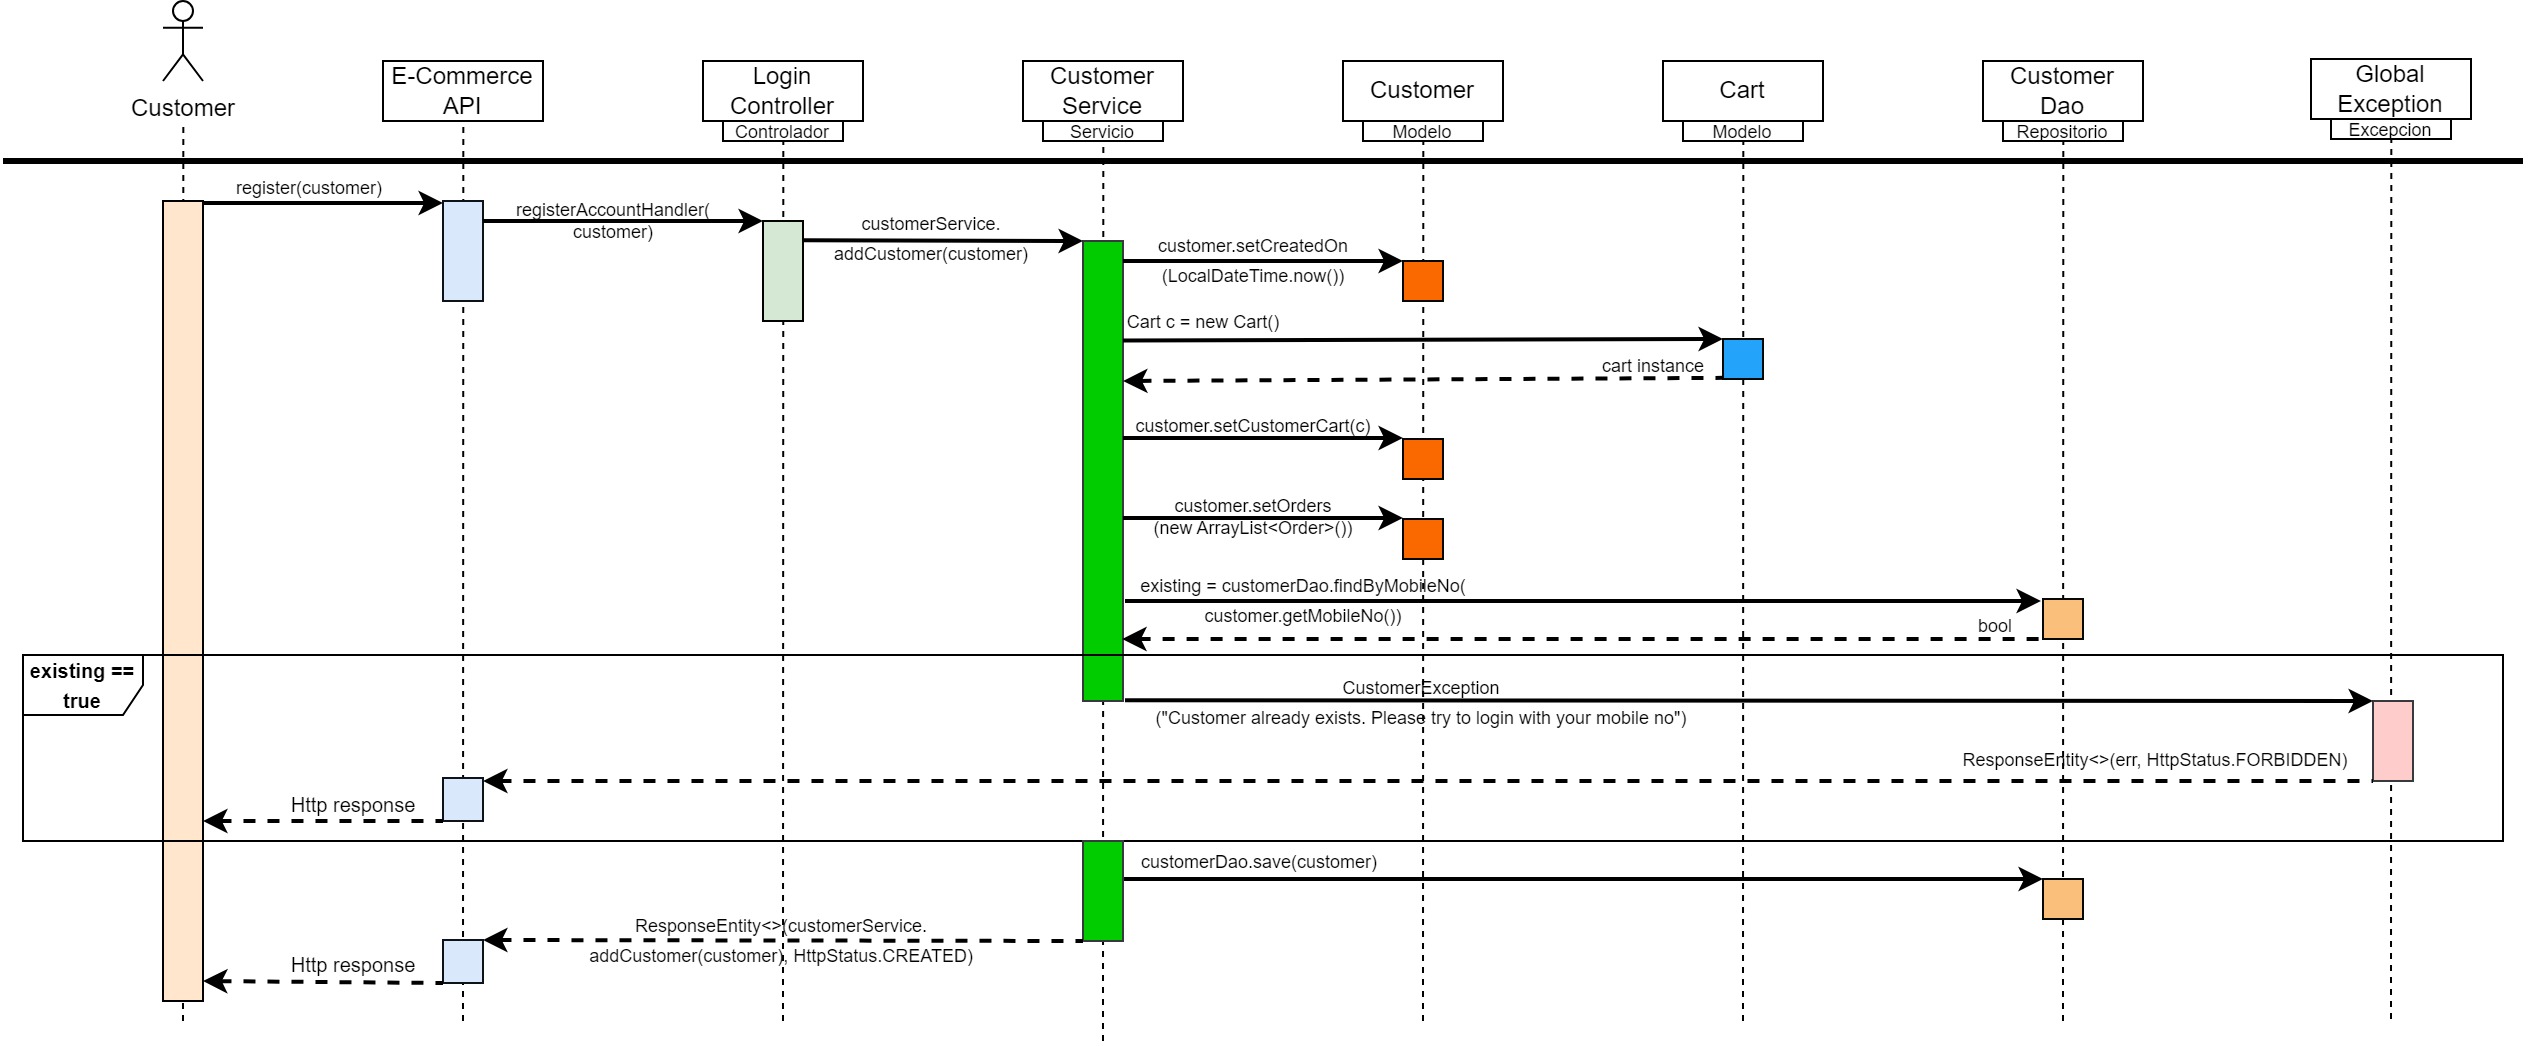 Customer
E-Commerce
API
Login
Controller
Controlador
Customer
Service
Servicio
Customer
Modelo
Cart
Modelo
Customer
Dao
Repositorio
Global
Exception
Excepcion
register(customer)
registerAccountHandler(
customer)
customerService.
addCustomer(customer)
customer.setCreatedOn
(LocalDateTime.now())
Cart c = new Cart()
cart instance
customer.setCustomerCart(c)
customer.setOrders
(new ArrayList<Order>())
existing = customerDao.findByMobileNo(
customer.getMobileNo())
bool
existing ==
true
CustomerException
("Customer already exists. Please try to login with your mobile no")
ResponseEntity<>(err, HttpStatus.FORBIDDEN)
Http response
customerDao.save(customer)
ResponseEntity<>(customerService.
addCustomer(customer), HttpStatus.CREATED)
Http response